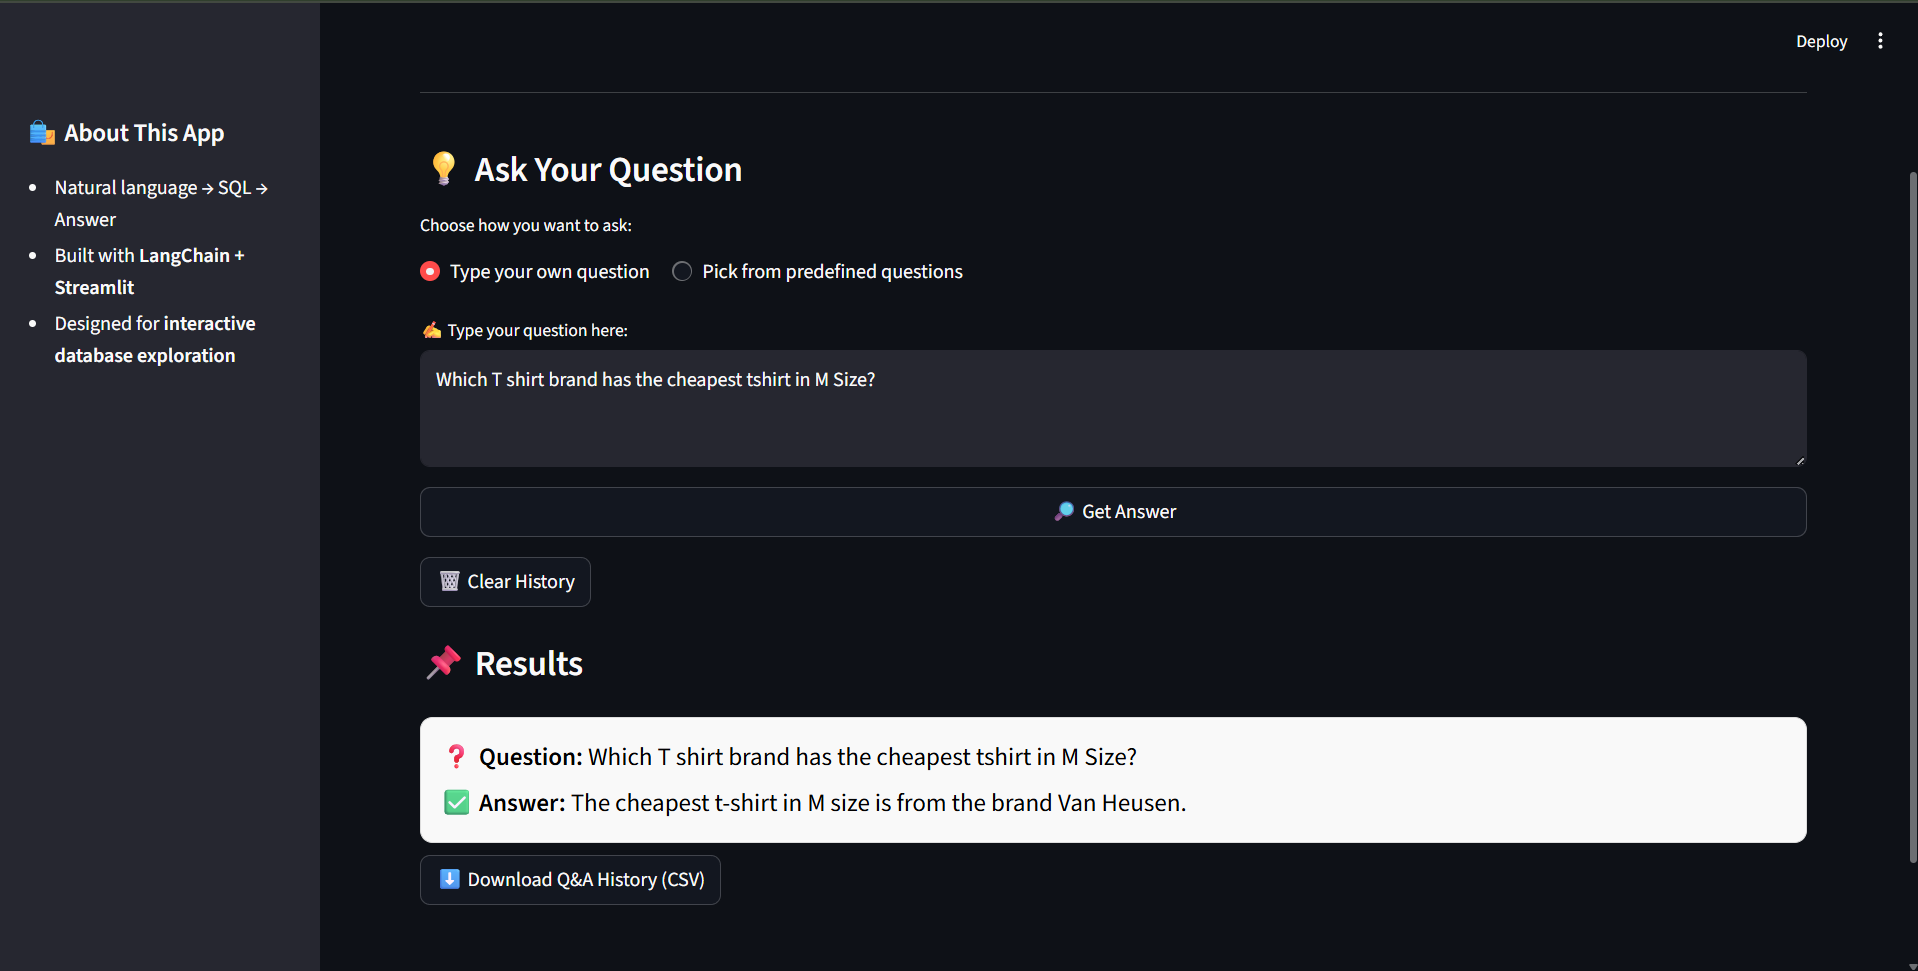 Deploy
🛍️ About This App
• Natural language → SQL →
Answer
• Built with LangChain +
Streamlit
• Designed for interactive
database exploration
💡 Ask Your Question
Choose how you want to ask:
Type your own question
Pick from predefined questions
✍️ Type your question here:
Which T shirt brand has the cheapest tshirt in M Size?
🔎 Get Answer
🗑️ Clear History
📌 Results
❓ Question: Which T shirt brand has the cheapest tshirt in M Size?
✅ Answer: The cheapest t-shirt in M size is from the brand Van Heusen.
⬇️ Download Q&A History (CSV)